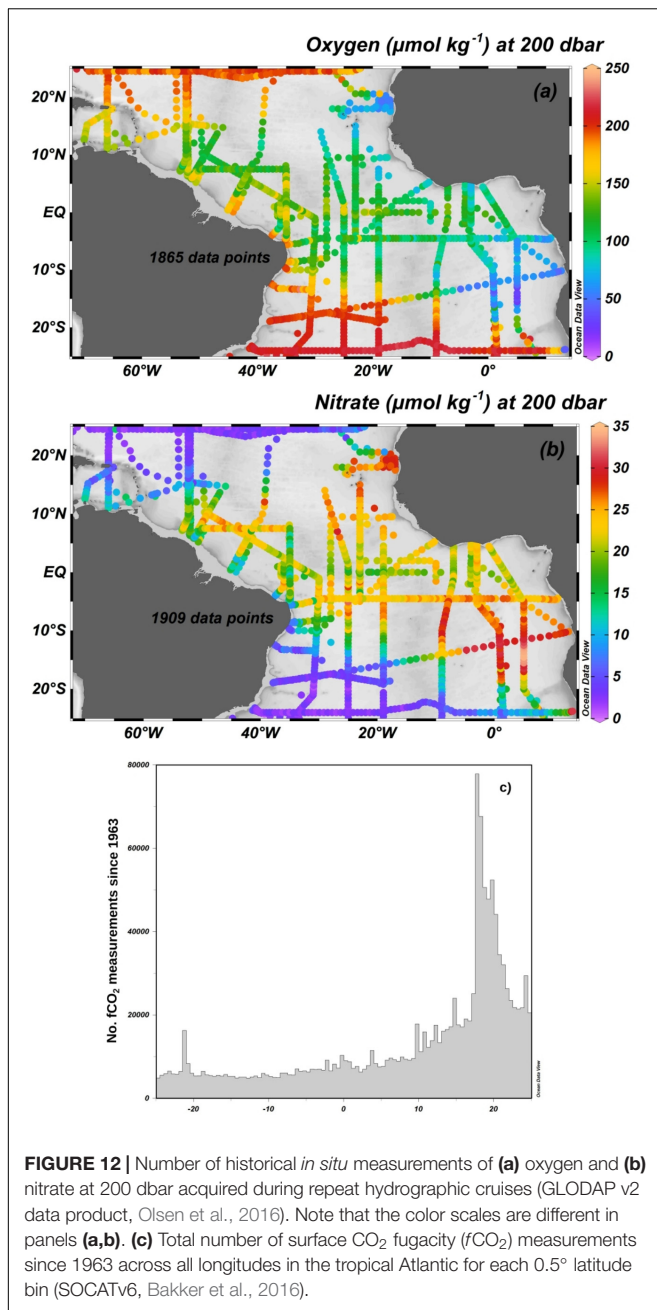 Oxygen (μmol kg⁻¹) at 200 dbar
(a)
1865 data points
20°N
10°N
EQ
10°S
20°S
60°W 40°W 20°W 0°
250
200
150
100
50
0
Ocean Data View
Nitrate (μmol kg⁻¹) at 200 dbar
(b)
1909 data points
20°N
10°N
EQ
10°S
20°S
60°W 40°W 20°W 0°
35
30
25
20
15
10
5
0
Ocean Data View
c)
No. fCO₂ measurements since 1963
80000
60000
40000
20000
0
-20 -10 0 10 20
Ocean Data View
FIGURE 12 | Number of historical in situ measurements of (a) oxygen and (b)
nitrate at 200 dbar acquired during repeat hydrographic cruises (GLODAP v2
data product, Olsen et al., 2016). Note that the color scales are different in
panels (a,b). (c) Total number of surface CO₂ fugacity (fCO₂) measurements
since 1963 across all longitudes in the tropical Atlantic for each 0.5° latitude
bin (SOCATv6, Bakker et al., 2016).